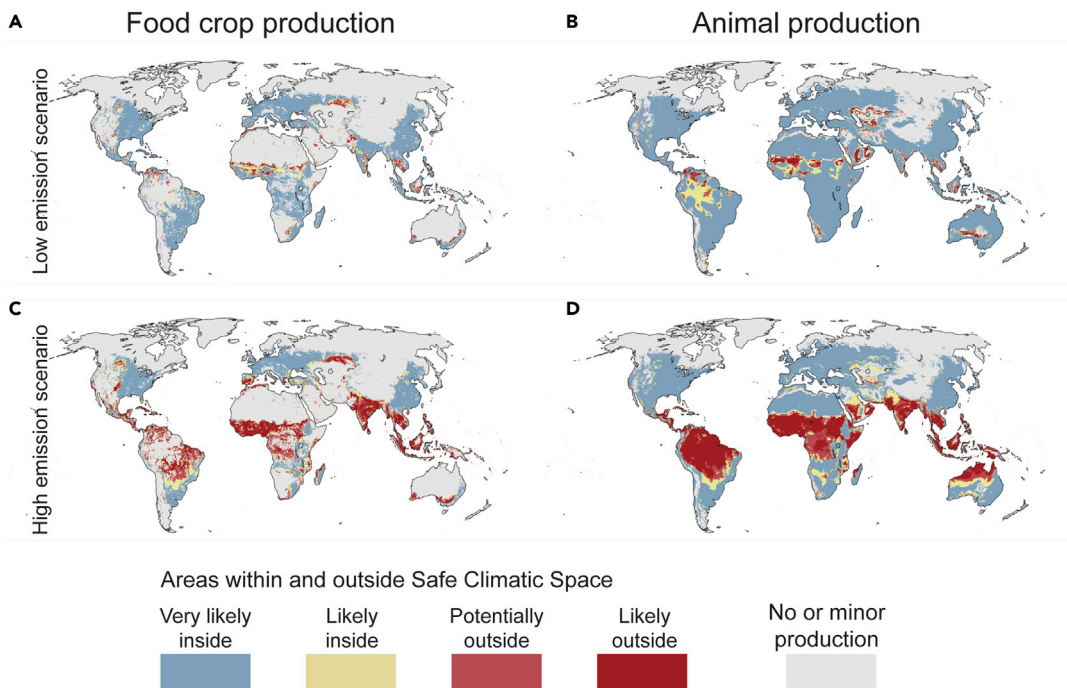 A Food crop production
B Animal production
Low emission scenario
C
D
High emission scenario
Areas within and outside Safe Climatic Space
Very likely
inside
Likely
inside
Potentially
outside
Likely
outside
No or minor
production